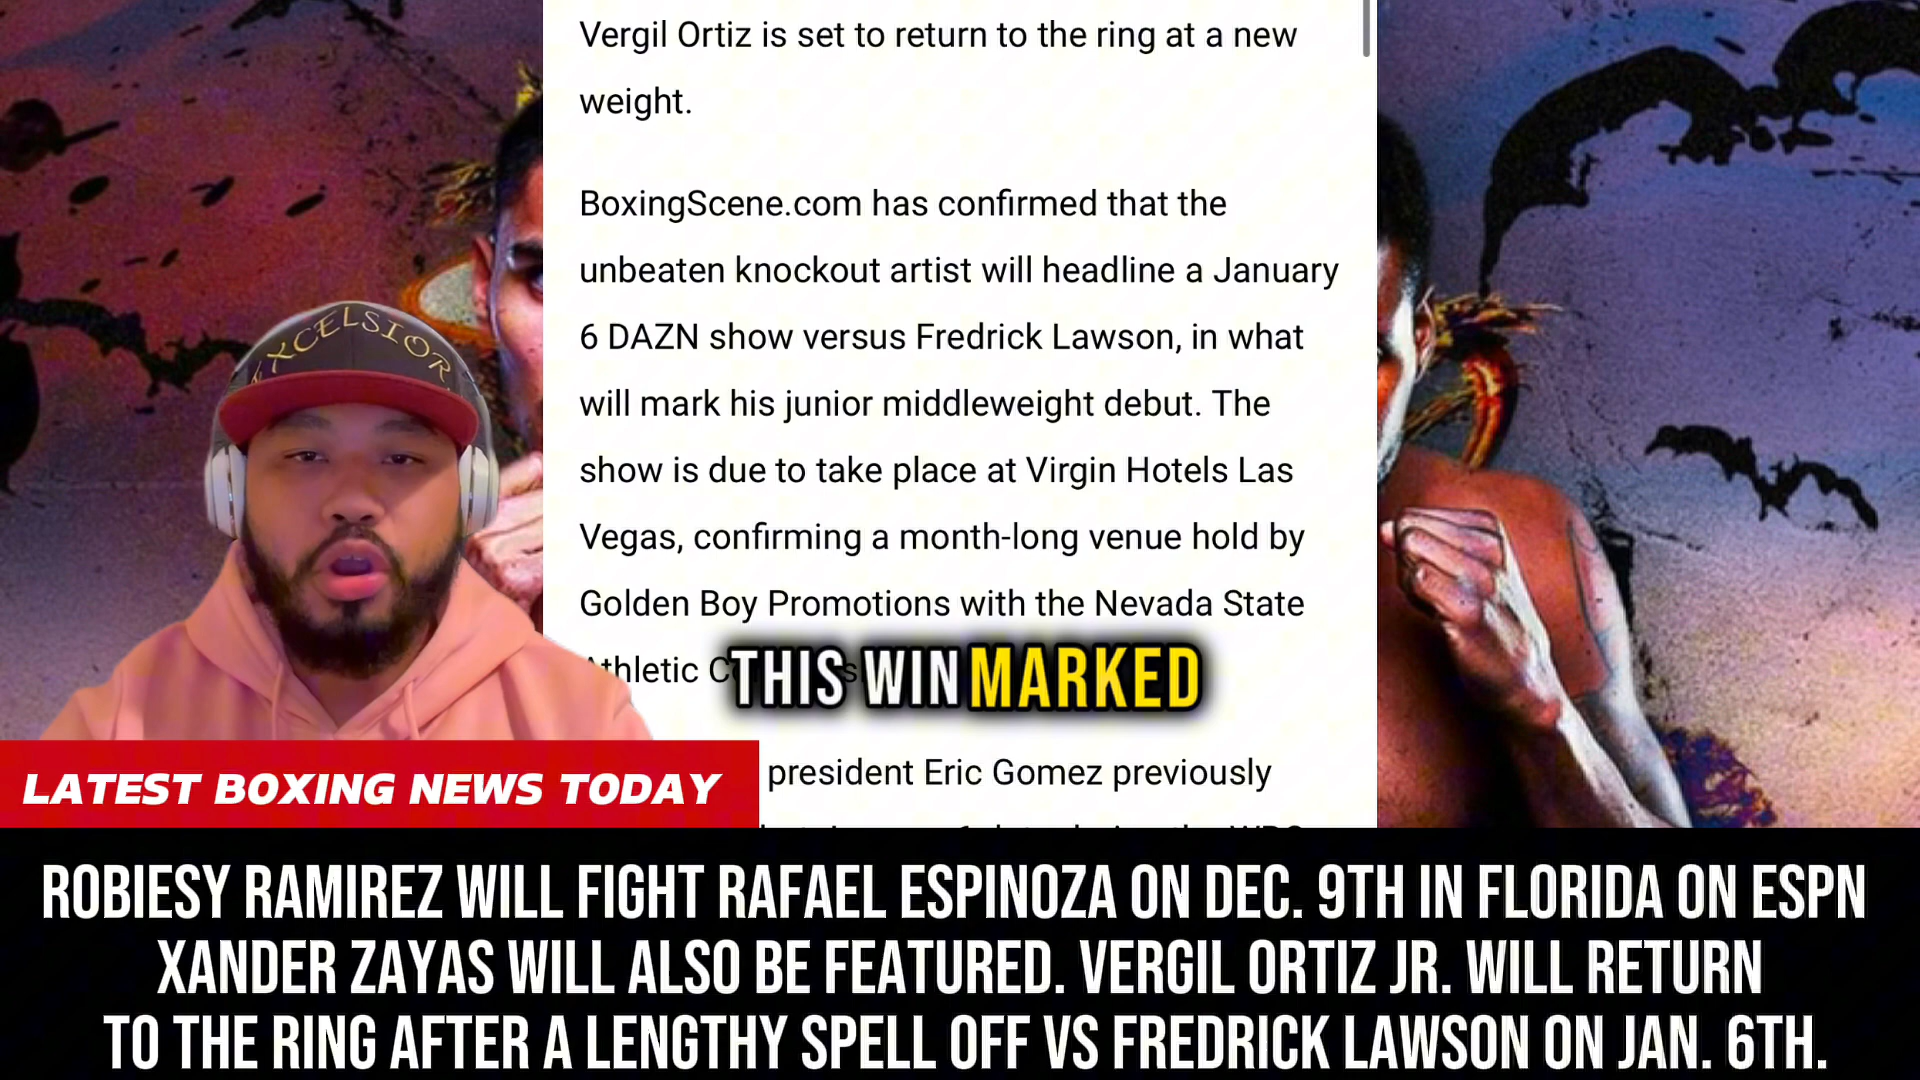 Vergil Ortiz is set to return to the ring at a new
weight.
BoxingScene.com has confirmed that the
unbeaten knockout artist will headline a January
6 DAZN show versus Fredrick Lawson, in what
will mark his junior middleweight debut. The
show is due to take place at Virgin Hotels Las
Vegas, confirming a month-long venue hold by
Golden Boy Promotions with the Nevada State
Athletic
THIS WIN MARKED
president Eric Gomez previously
LATEST BOXING NEWS TODAY
ROBIESY RAMIREZ WILL FIGHT RAFAEL ESPINOZA ON DEC. 9TH IN FLORIDA ON ESPN
XANDER ZAYAS WILL ALSO BE FEATURED. VERGIL ORTIZ JR. WILL RETURN
TO THE RING AFTER A LENGTHY SPELL OFF VS FREDRICK LAWSON ON JAN. 6TH.
EXCELSIOR